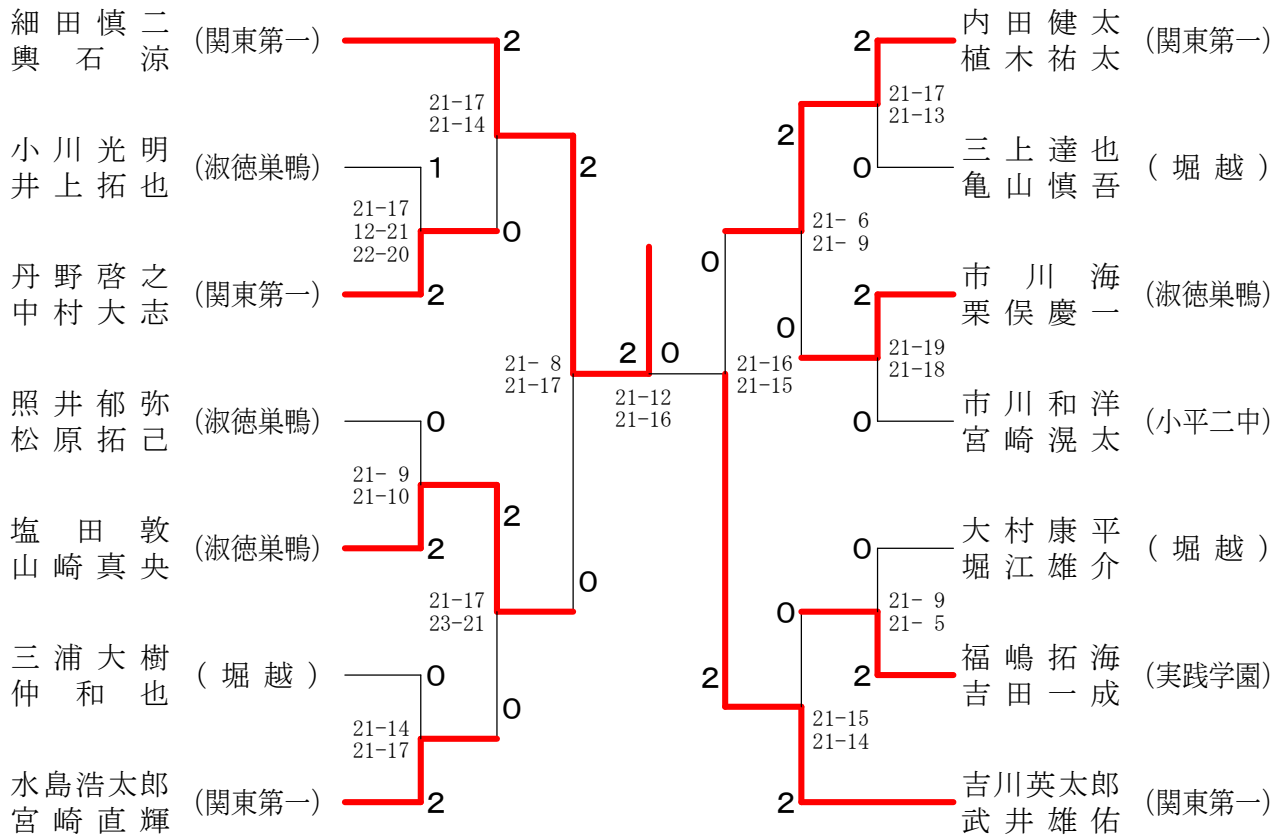 細田慎二
輿石涼
(関東第一)
2
21-17
21-14
小川光明
井上拓也
(淑徳巣鴨)
1
21-17
12-21
22-20
0
丹野啓之
中村大志
(関東第一)
2
2
照井郁弥
松原拓己
(淑徳巣鴨)
0
21- 9
21-10
2
塩田敦
山崎真央
(淑徳巣鴨)
2
21-17
23-21
三浦大樹
仲和也
(堀越)
0
21-14
21-17
0
水島浩太郎
宮崎直輝
(関東第一)
2
21- 8
21-17
0
2 0
21-12
21-16
内田健太
植木祐太
(関東第一)
2
21-17
21-13
2
三上達也
亀山慎吾
(堀越)
0
21- 6
21- 9
0
市川海
栗俣慶一
(淑徳巣鴨)
2
0
21-19
21-18
21-16
21-15
市川和洋
宮崎滉太
(小平二中)
0
大村康平
堀江雄介
(堀越)
0
21- 9
21- 5
0
福嶋拓海
吉田一成
(実践学園)
2
2
21-15
21-14
吉川英太郎
武井雄佑
(関東第一)
2